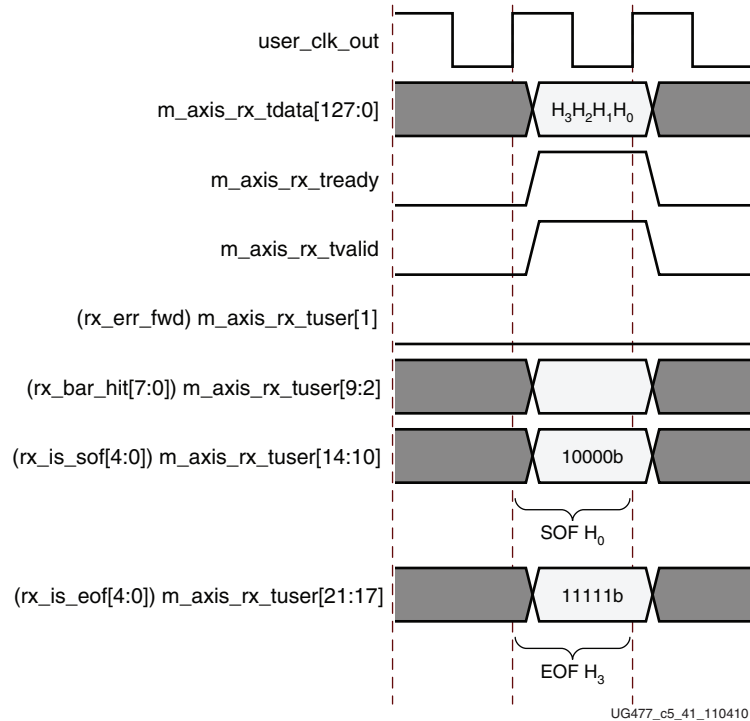 user_clk_out
m_axis_rx_tdata[127:0]
H3H2H1H0
m_axis_rx_tready
m_axis_rx_tvalid
(rx_err_fwd) m_axis_rx_tuser[1]
(rx_bar_hit[7:0]) m_axis_rx_tuser[9:2]
(rx_is_sof[4:0]) m_axis_rx_tuser[14:10]
10000b
SOF H0
(rx_is_eof[4:0]) m_axis_rx_tuser[21:17]
11111b
EOF H3
UG477_c5_41_110410